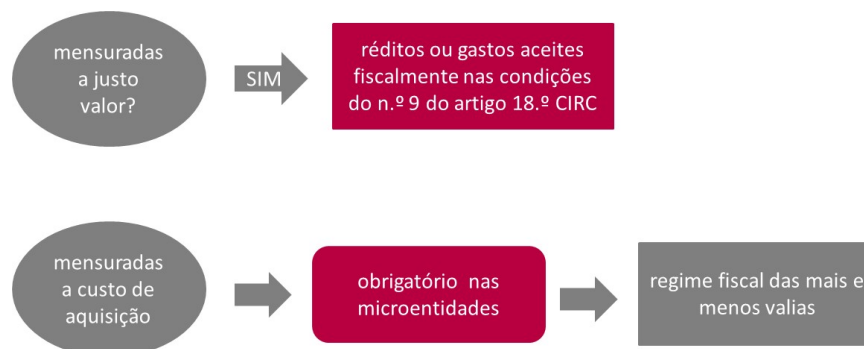 mensuradas
a justo
valor?
SIM
réditos ou gastos aceites
fiscalmente nas condições
do n.º 9 do artigo 18.º CIRC
mensuradas
a custo de
aquisição
obrigatório nas
microentidades
regime fiscal das mais e
menos valias